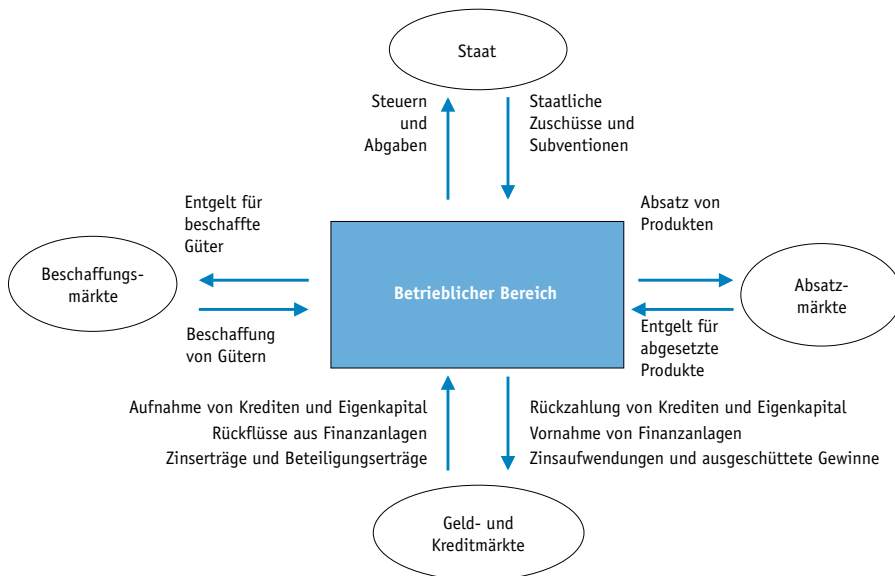 Staat
Steuern
und
Abgaben
Staatliche
Zuschüsse und
Subventionen
Entgelt für
beschaffte
Güter
Absatz von
Produkten
Beschaffungs-
märkte
Betrieblicher Bereich
Absatz-
märkte
Beschaffung
von Gütern
Entgelt für
abgesetzte
Produkte
Aufnahme von Krediten und Eigenkapital
Rückflüsse aus Finanzanlagen
Zinserträge und Beteiligungserträge
Rückzahlung von Krediten und Eigenkapital
Vornahme von Finanzanlagen
Zinsaufwendungen und ausgeschüttete Gewinne
Geld- und
Kreditmärkte